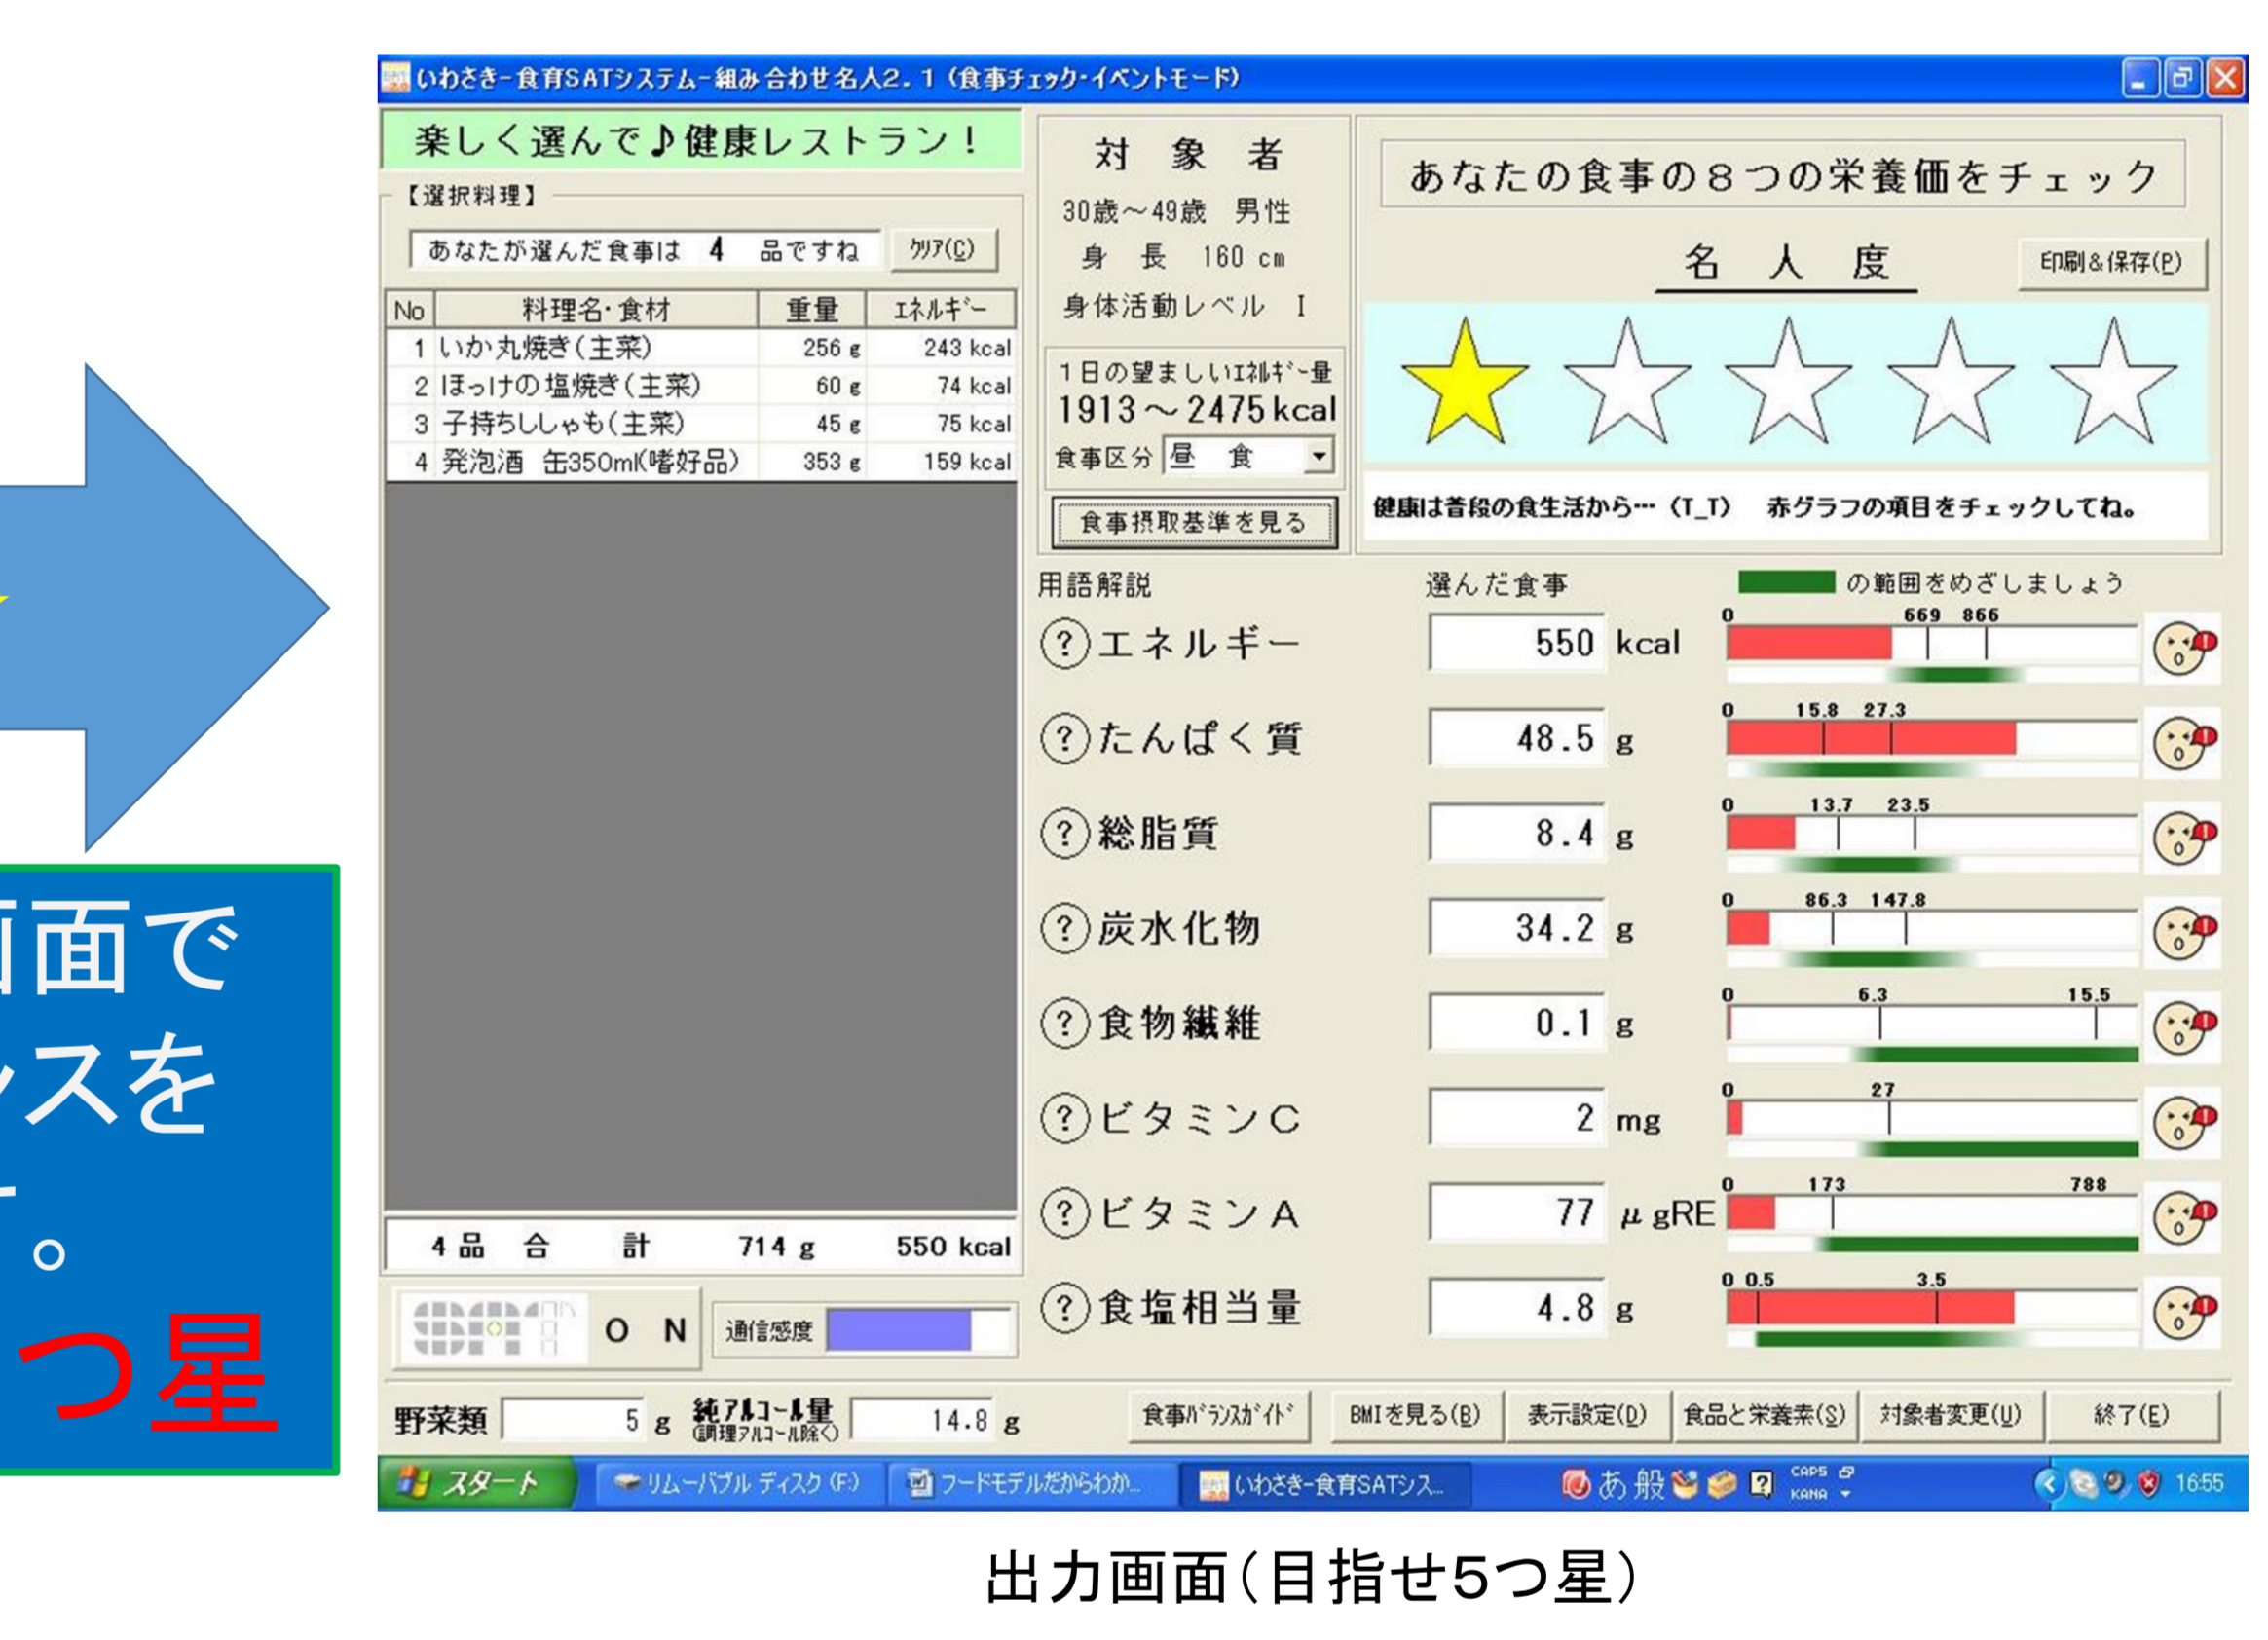 いわさき-食育SATシステム-組み合わせ名人2.1(食事チェック・イベントモード)
楽しく選んで♪健康レストラン!
【選択料理】
あなたが選んだ食事は 4 品ですね クリア(C)
No 料理名・食材 重量 エネルギー
1 いか丸焼き(主菜) 256 g 243 kcal
2 ほっけの塩焼き(主菜) 60 g 74 kcal
3 子持ちししゃも(主菜) 45 g 75 kcal
4 発泡酒 缶350ml(嗜好品) 353 g 159 kcal
4品 合 計 714 g 550 kcal
ON 通信感度
対象者
30歳~49歳 男性
身長 160 cm
身体活動レベル Ⅰ
1日の望ましいエネルギー量
1913~2475kcal
食事区分 昼食
食事摂取基準を見る
あなたの食事の8つの栄養価をチェック
名人度 印刷&保存(P)
健康は普段の食生活から…(T_T) 赤グラフの項目をチェックしてね。
用語解説 選んだ食事 の範囲をめざしましょう
? エネルギー 550 kcal 0 669 866
? たんぱく質 48.5 g 0 15.8 27.3
? 総脂質 8.4 g 0 13.7 23.5
? 炭水化物 34.2 g 0 86.3 147.8
? 食物繊維 0.1 g 0 6.3 15.5
? ビタミンC 2 mg 0 27
? ビタミンA 77 μgRE 0 173 788
? 食塩相当量 4.8 g 0 0.5 3.5
野菜類 5 g 純アルコール量 (調理アルコール除く) 14.8 g 食事バランスガイド BMIを見る(B) 表示設定(D) 食品と栄養素(S) 対象者変更(U) 終了(E)
スタート リムーバブル ディスク (F:) フードモデルだからわか... いわさき-食育SATシス... あ 般 CAPS KANA 16:55
画面で
ンスを
。
つ星
出力画面(目指せ5つ星)